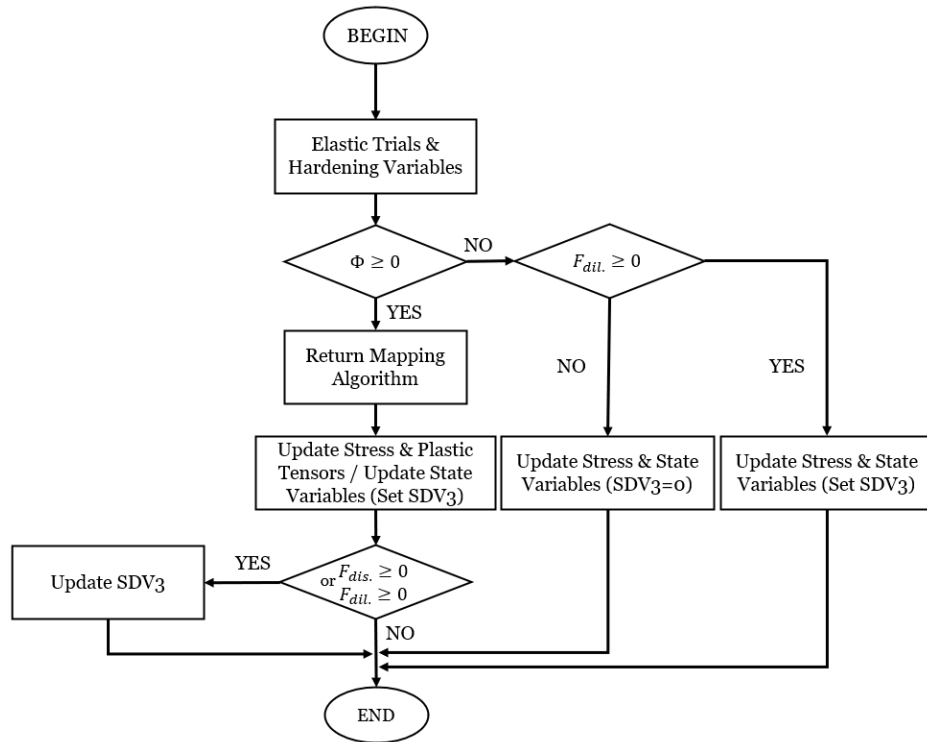 BEGIN
Elastic Trials &
Hardening Variables
Φ ≥ 0
NO
F_dil. ≥ 0
YES
Return Mapping
Algorithm
NO
YES
Update Stress & Plastic
Tensors / Update State
Variables (Set SDV3)
Update Stress & State
Variables (SDV3=0)
Update Stress & State
Variables (Set SDV3)
YES
Update SDV3
or F_dis. ≥ 0
F_dil. ≥ 0
NO
END